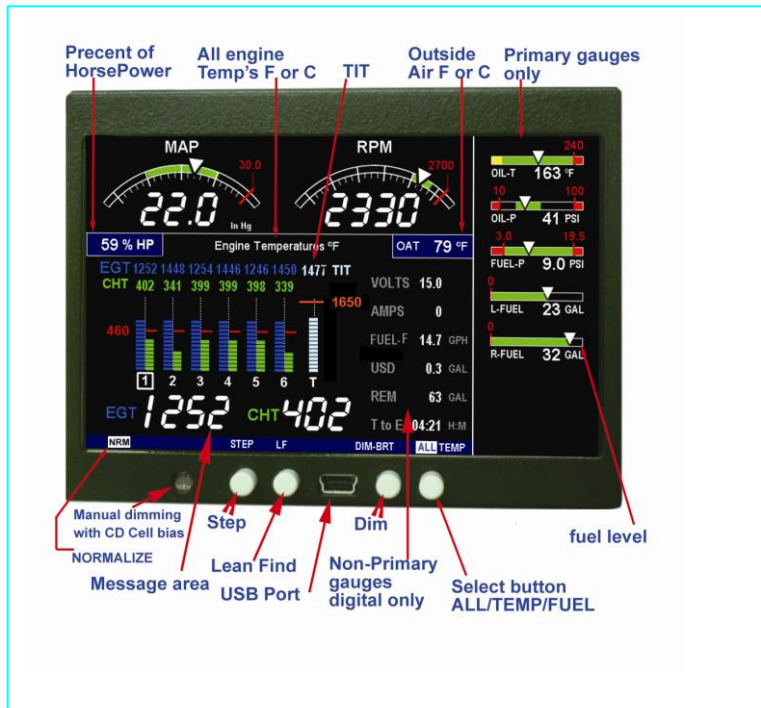 Precent of
HorsePower
All engine
Temp's F or C
TIT
Outside
Air F or C
Primary gauges
only
MAP
30.0
22.0
In Hg
RPM
2700
2330
240
OIL-T 163 ºF
10 100
OIL-P 41 PSI
3.0 19.5
FUEL-P 9.0 PSI
0
L-FUEL 23 GAL
0
R-FUEL 32 GAL
59 % HP
Engine Temperatures ºF
OAT 79 ºF
EGT 1252 1448 1254 1446 1246 1450 1477 TIT
CHT 402 341 399 399 398 339
1650
460
1 2 3 4 5 6 T
VOLTS 15.0
AMPS 0
FUEL-F 14.7 GPH
USD 0.3 GAL
REM 63 GAL
T to E 04:21 H:M
EGT 1252 CHT 402
NRM STEP LF DIM-BRT ALL TEMP
Manual dimming
with CD Cell bias
NORMALIZE
Message area
Step
Lean Find
USB Port
Dim
Non-Primary
gauges
digital only
Select button
ALL/TEMP/FUEL
fuel level